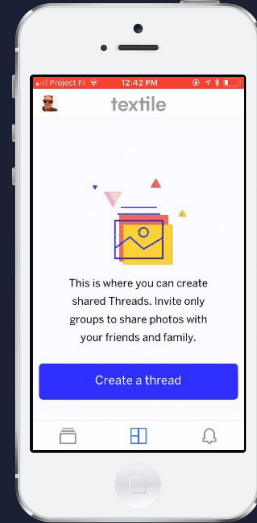 Project Fi 12:42 PM
textile
This is where you can create
shared Threads. Invite only
groups to share photos with
your friends and family.
Create a thread